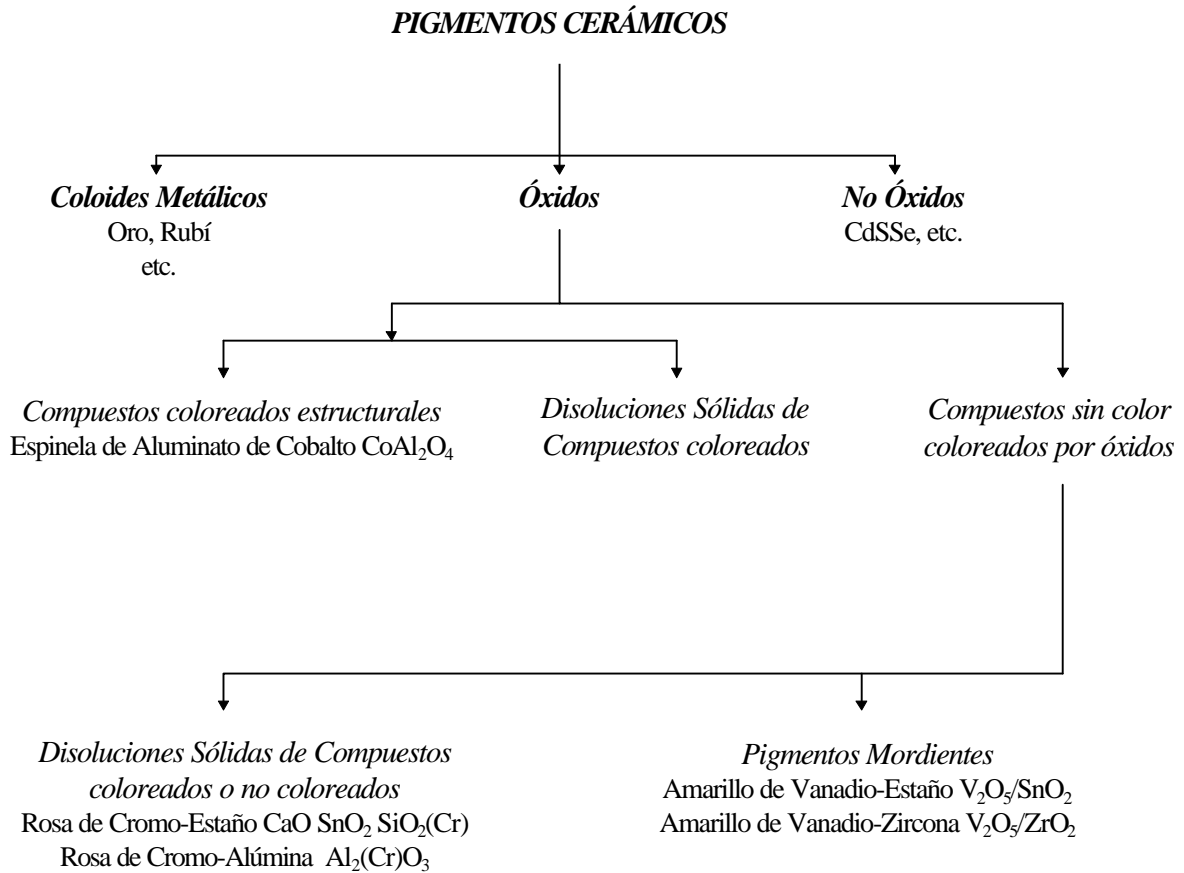 PIGMENTOS CERÁMICOS
Coloides Metálicos
Oro, Rubí
etc.
Óxidos
No Óxidos
CdSSe, etc.
Compuestos coloreados estructurales
Espinela de Aluminato de Cobalto CoAl₂O₄
Disoluciones Sólidas de
Compuestos coloreados
Compuestos sin color
coloreados por óxidos
Disoluciones Sólidas de Compuestos
coloreados o no coloreados
Rosa de Cromo-Estaño CaO SnO₂ SiO₂(Cr)
Rosa de Cromo-Alúmina Al₂(Cr)O₃
Pigmentos Mordientes
Amarillo de Vanadio-Estaño V₂O₅/SnO₂
Amarillo de Vanadio-Zircona V₂O₅/ZrO₂